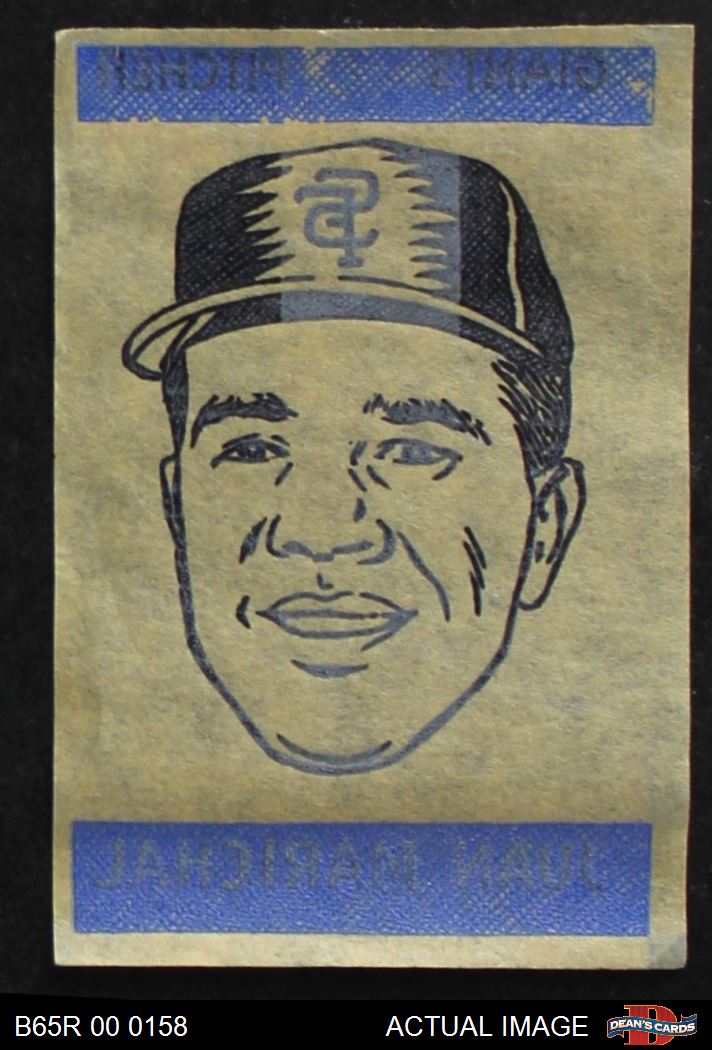 GIANTS PITCHER
SF
JUAN MARICHAL
B65R 00 0158 ACTUAL IMAGE D DEAN'S CARDS